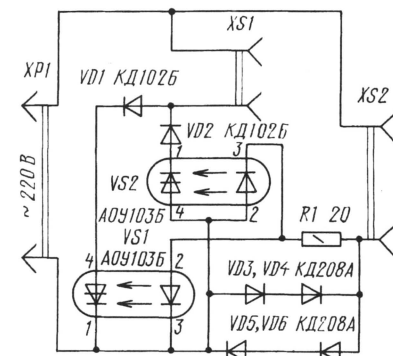 XS1
XP1
VD1 КД102Б
XS2
VD2 КД102Б
1
3
VS2
АОУ103Б
4
2
R1 20
~220В
VS1
АОУ103Б
4
2
VD3, VD4 КД208А
1
3
VD5, VD6 КД208А